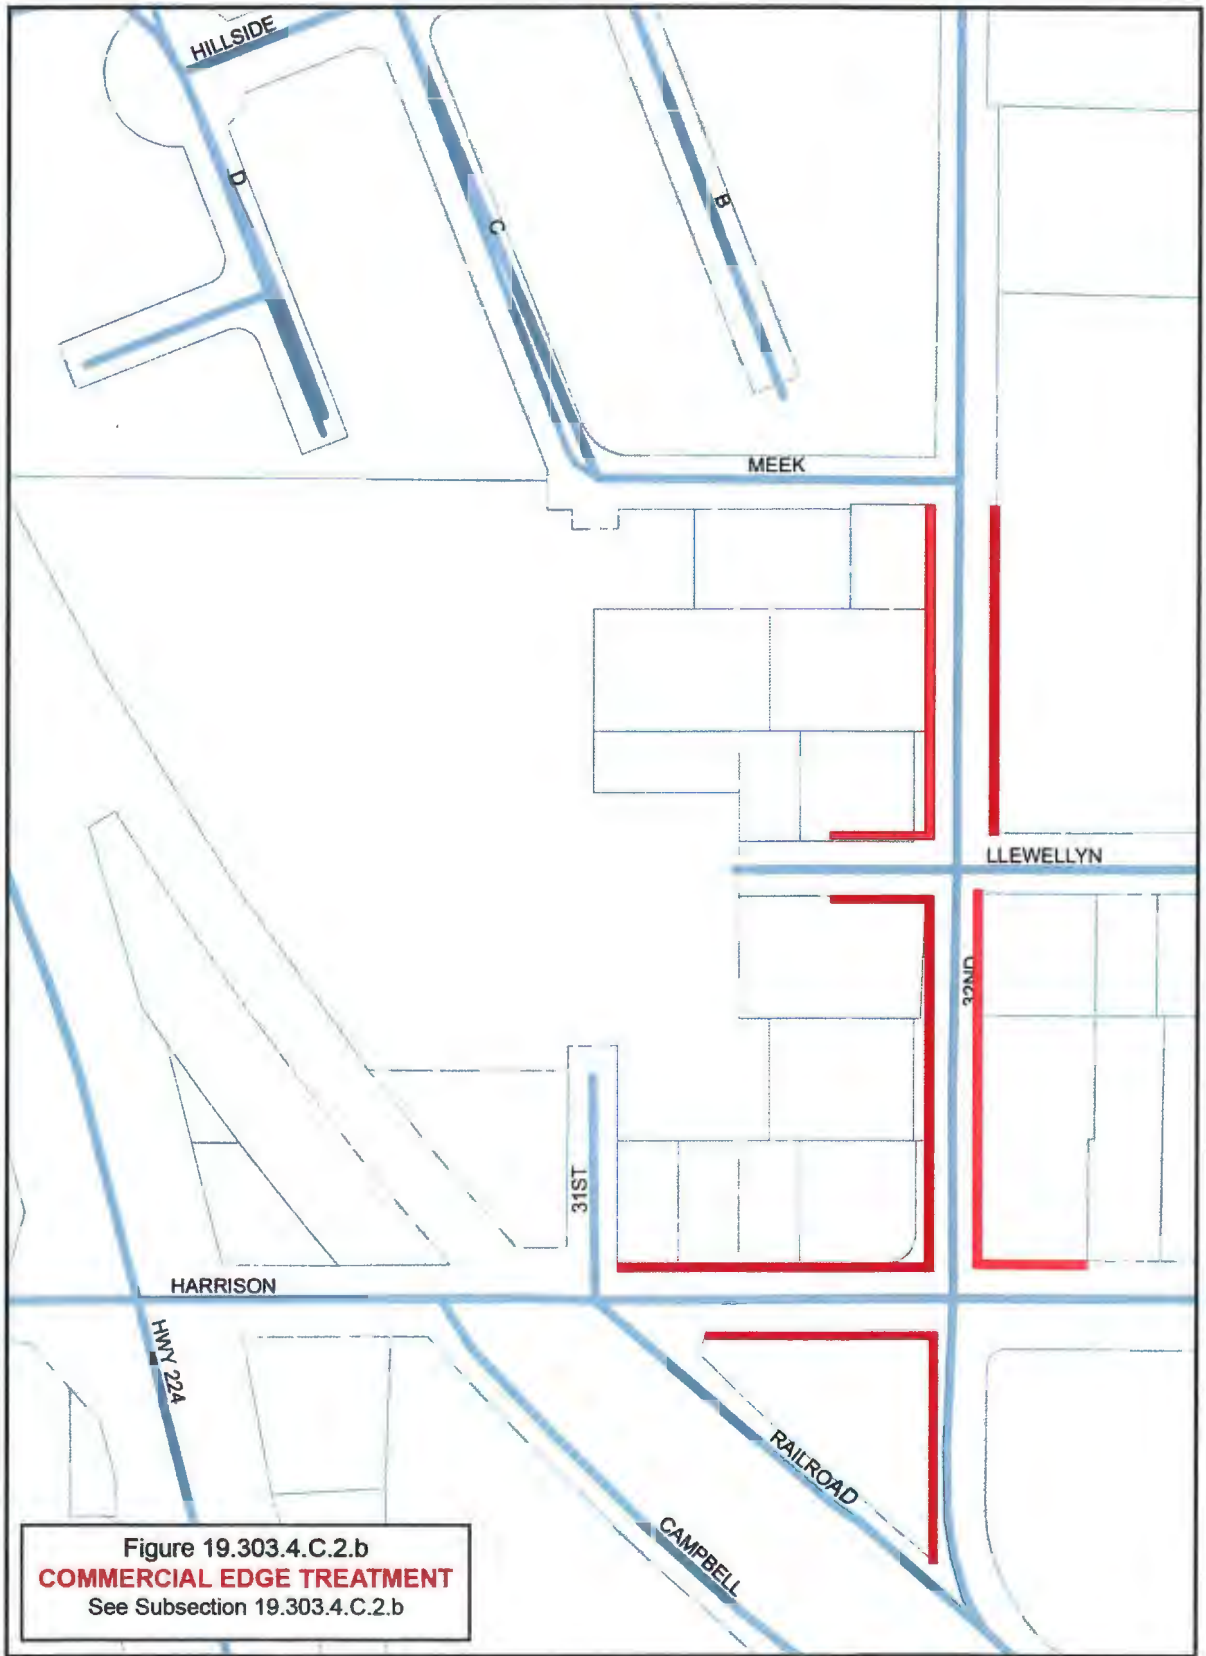 HILLSIDE
D
C
B
MEEK
LLEWELLYN
32ND
31ST
HARRISON
HWY 224
RAILROAD
CAMPBELL
Figure 19.303.4.C.2.b
COMMERCIAL EDGE TREATMENT
See Subsection 19.303.4.C.2.b